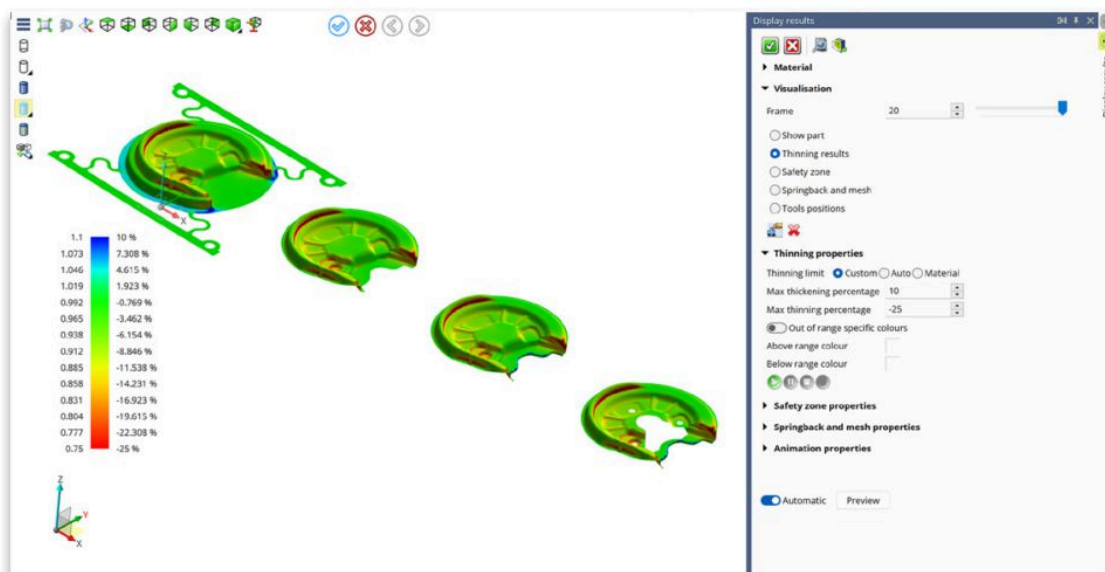 Display results
Material
Visualisation
Frame 20
Show part
Thinning results
Safety zone
Springback and mesh
Tools positions
Thinning properties
Thinning limit Custom Auto Material
Max thickening percentage 10
Max thinning percentage -25
Out of range specific colours
Above range colour
Below range colour
Safety zone properties
Springback and mesh properties
Animation properties
Automatic Preview
Z
X
1.1 10 %
1.073 7.308 %
1.046 4.615 %
1.019 1.923 %
0.992 -0.769 %
0.965 -3.462 %
0.938 -6.154 %
0.912 -8.846 %
0.885 -11.538 %
0.858 -14.231 %
0.831 -16.923 %
0.804 -19.615 %
0.777 -22.308 %
0.75 -25 %
Z
Y
X